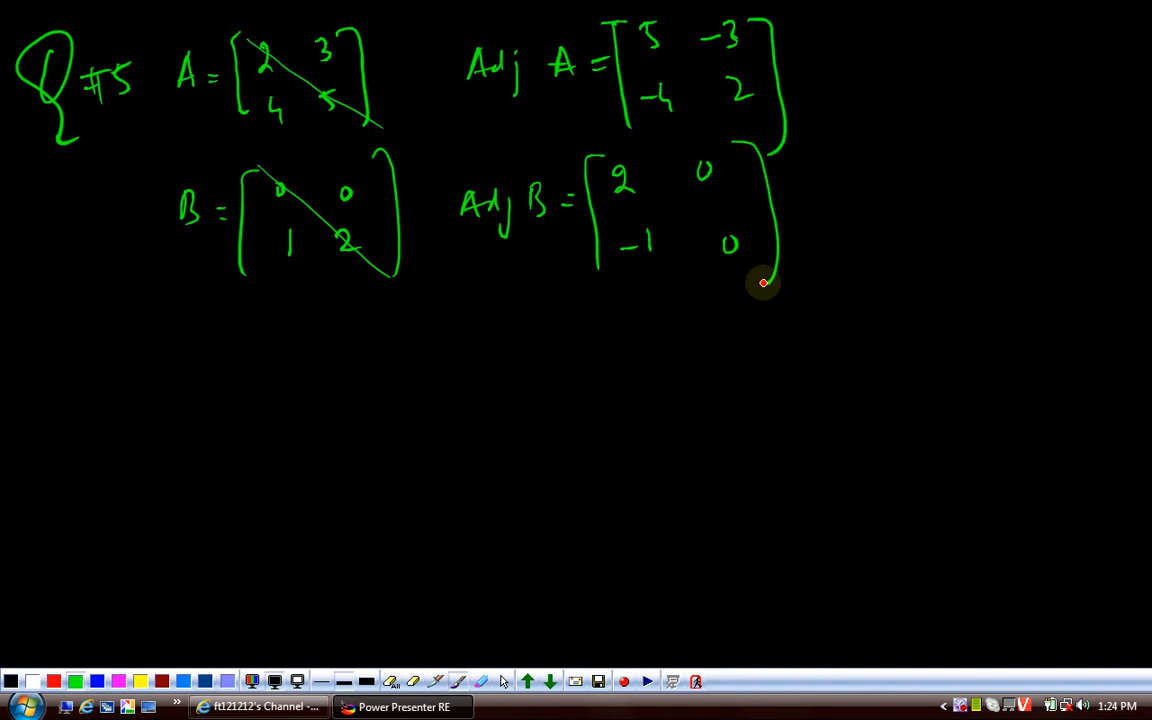 Q #5 A = [2 3 Adj A = [5 -3
4 5] -4 2]
B = [0 0 Adj B = [2 0
1 2] -1 0]
All
ft121212's Channel -... Power Presenter RE 1:24 PM